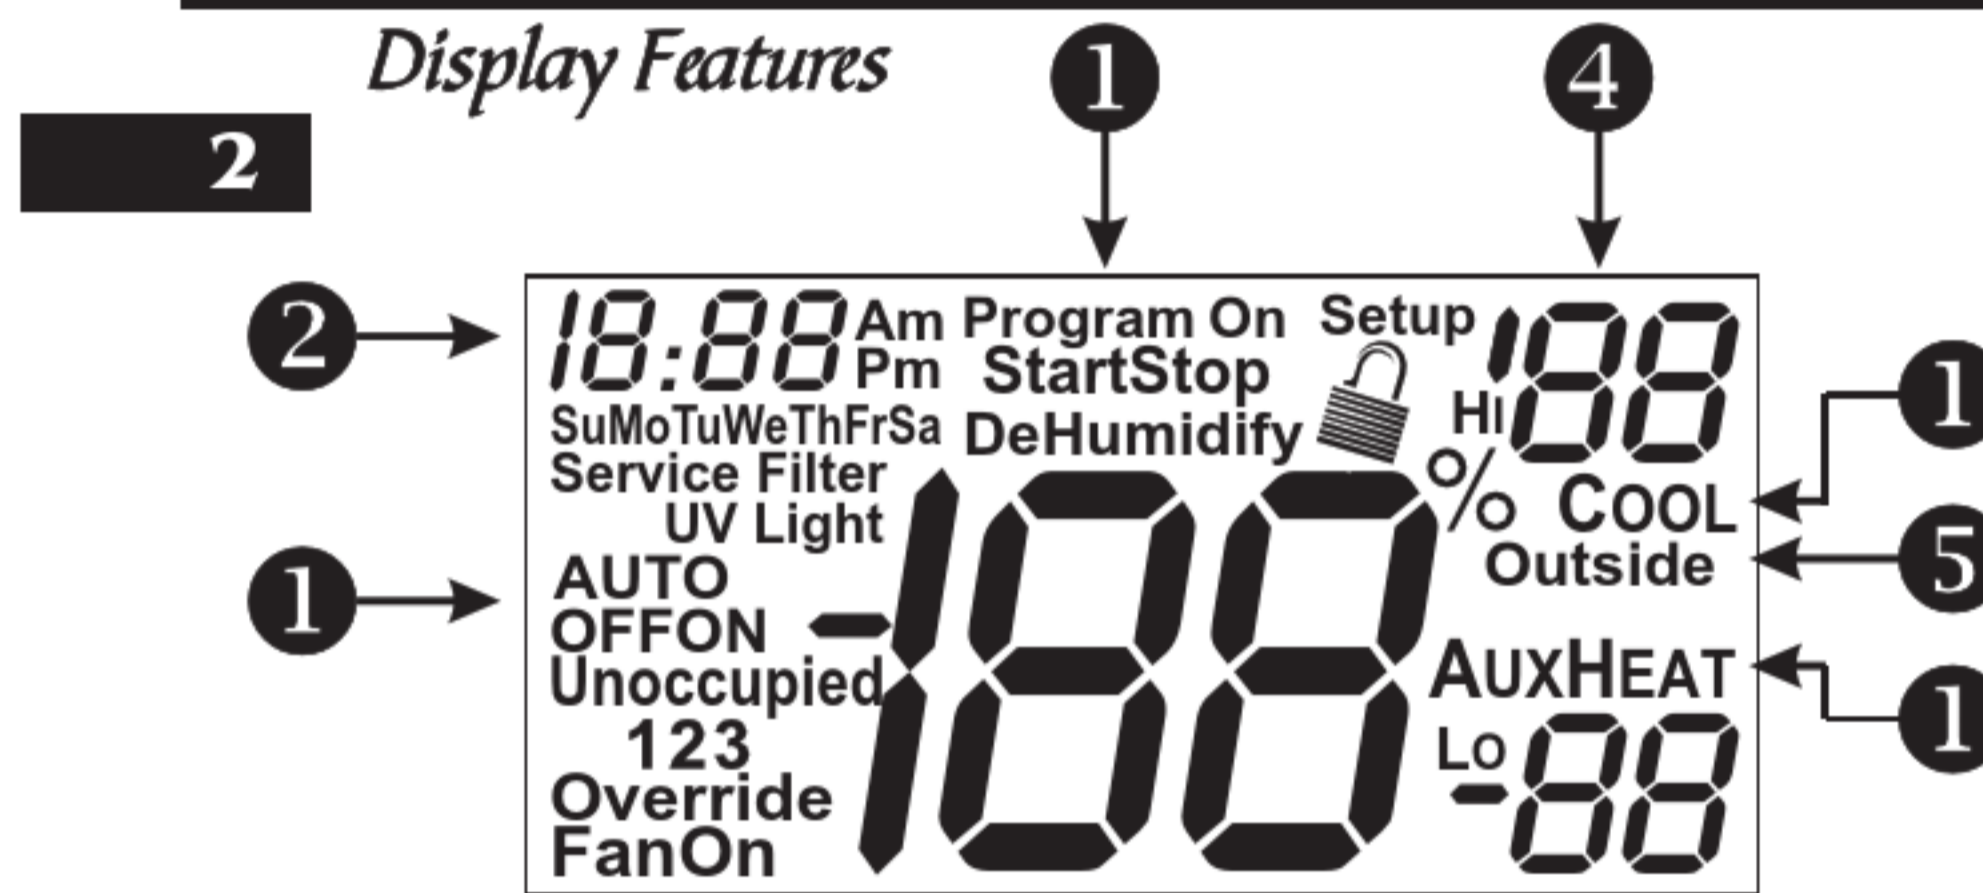 Display Features
1
4
2
2
18:88 Am Pm
Program On
Setup
188
StartStop
SuMoTuWeThFrSa
DeHumidify
HI
1
Service Filter
%
UV Light
COOL
Outside
5
1
AUTO
OFFON
-188
Unoccupied
AUXHEAT
1
123
LO
-88
Override
FanOn